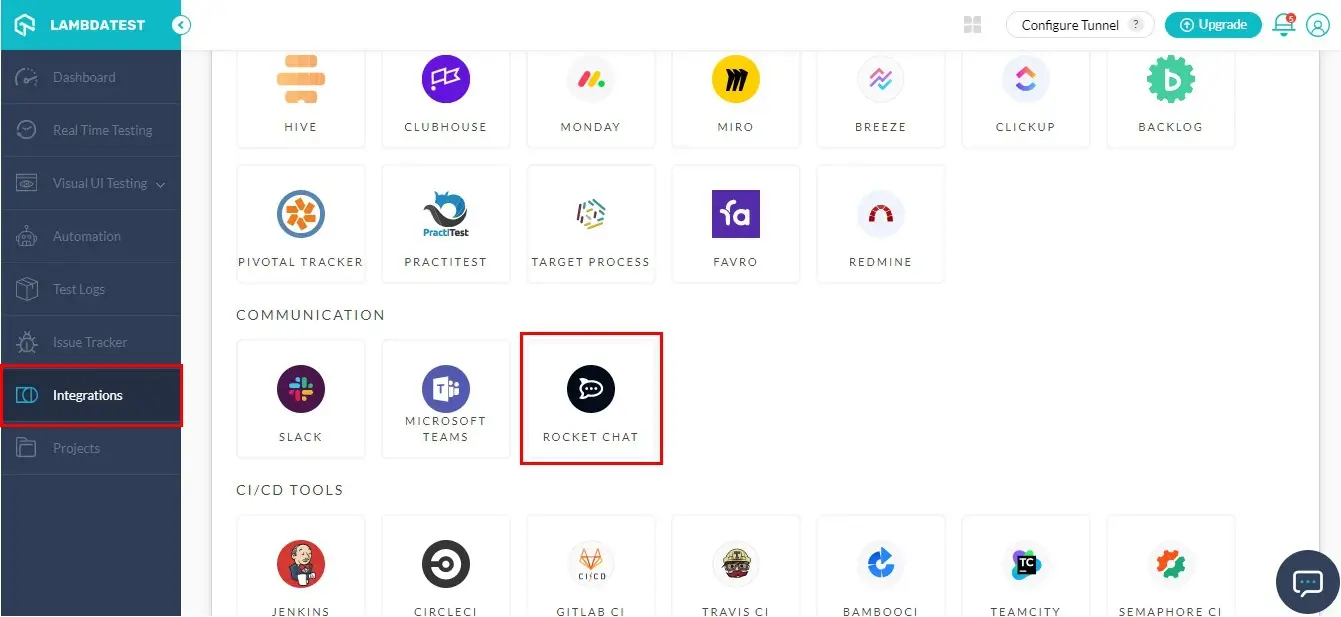 LAMBDATEST
Configure Tunnel ?
Upgrade
5
Dashboard
Real Time Testing
Visual UI Testing
Automation
Test Logs
Issue Tracker
Integrations
Projects
HIVE
CLUBHOUSE
MONDAY
MIRO
BREEZE
CLICKUP
b
BACKLOG
PIVOTAL TRACKER
PractiTest
PRACTITEST
TARGET PROCESS
fa
FAVRO
REDMINE
COMMUNICATION
SLACK
T
MICROSOFT
TEAMS
ROCKET CHAT
CI/CD TOOLS
JENKINS
CIRCLECI
CI/CD
GITLAB CI
TRAVIS CI
BAMBOOCI
TC
TEAMCITY
SEMAPHORE CI